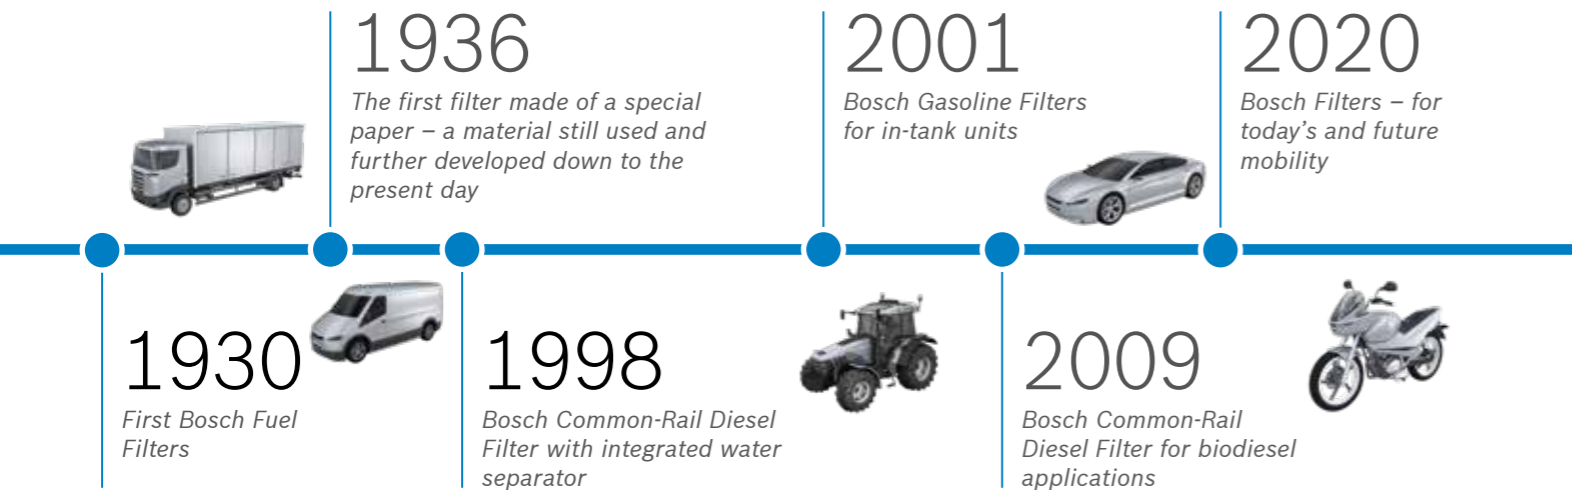 1936
The first filter made of a special
paper – a material still used and
further developed down to the
present day
2001
Bosch Gasoline Filters
for in-tank units
2020
Bosch Filters – for
today’s and future
mobility
1930
First Bosch Fuel
Filters
1998
Bosch Common-Rail Diesel
Filter with integrated water
separator
2009
Bosch Common-Rail
Diesel Filter for biodiesel
applications